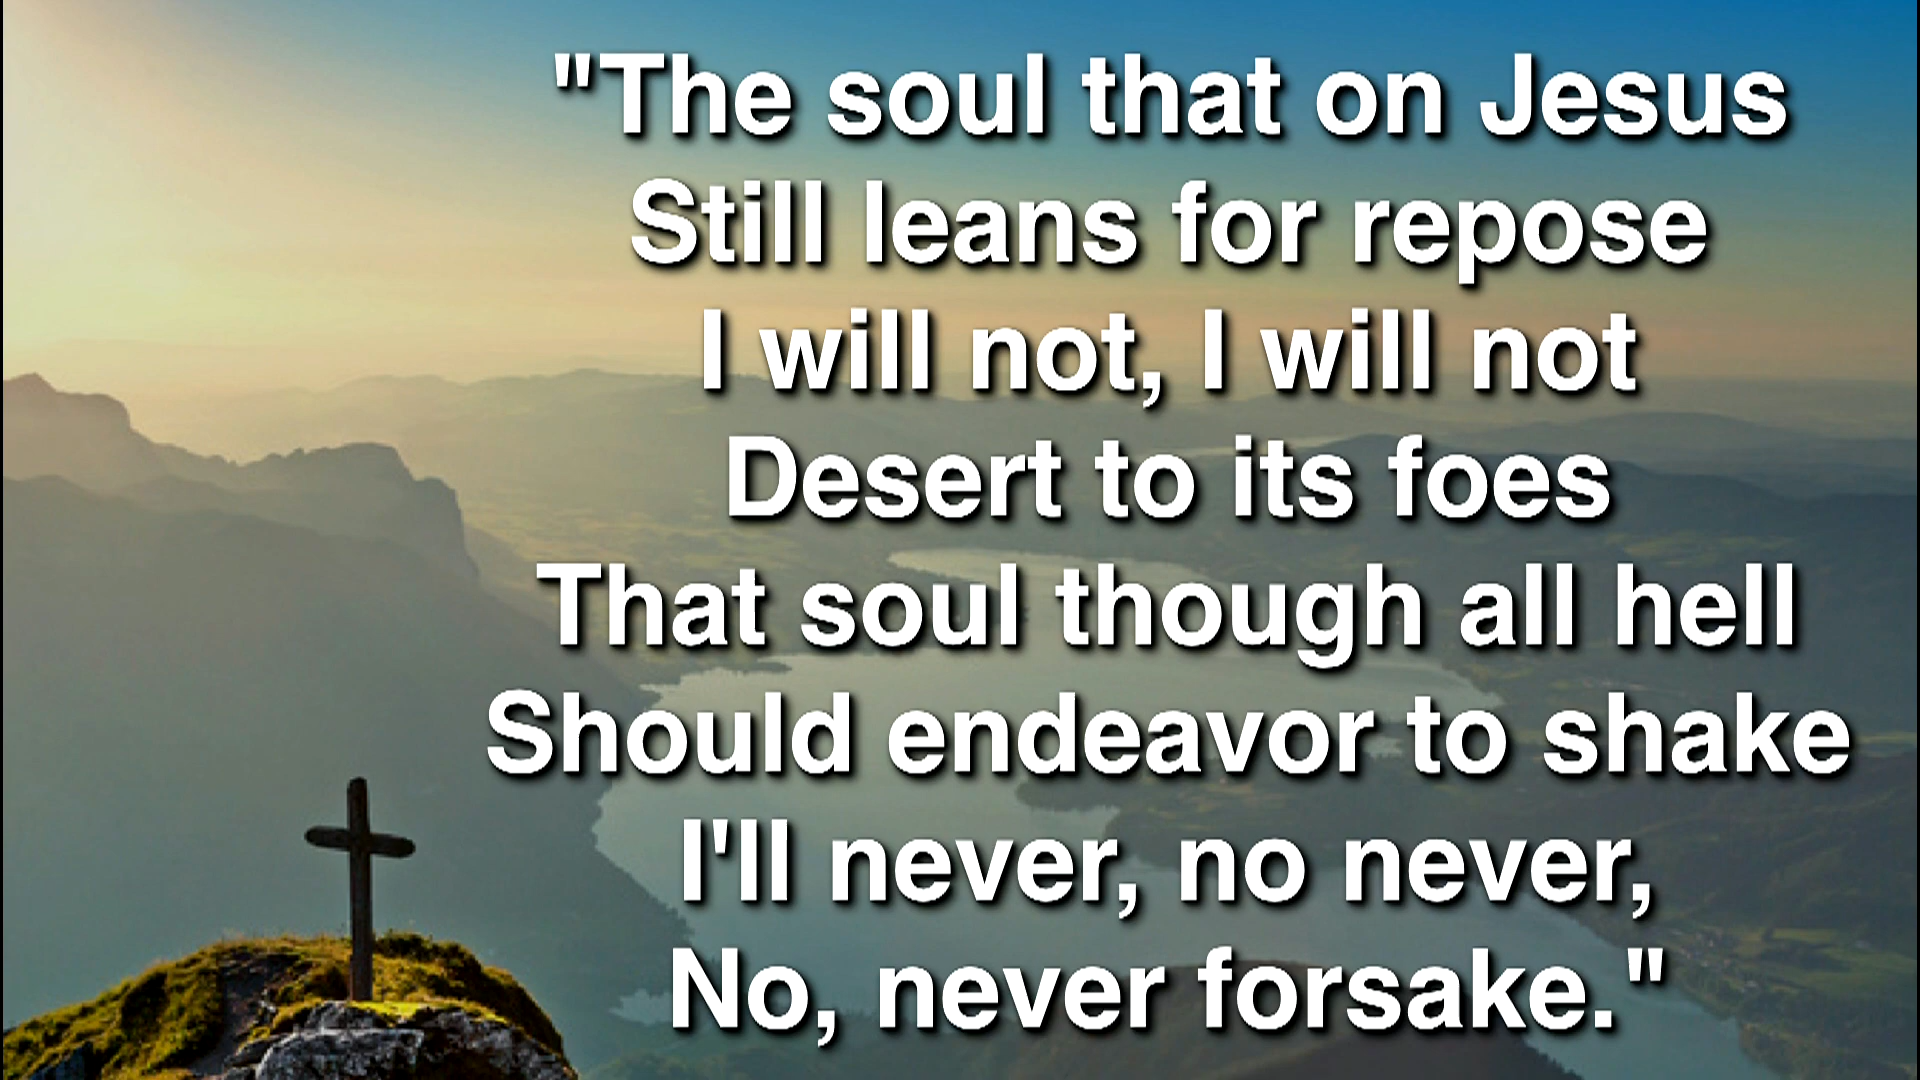 "The soul that on Jesus
Still leans for repose
I will not, I will not
Desert to its foes
That soul though all hell
Should endeavor to shake
I'll never, no never,
No, never forsake."